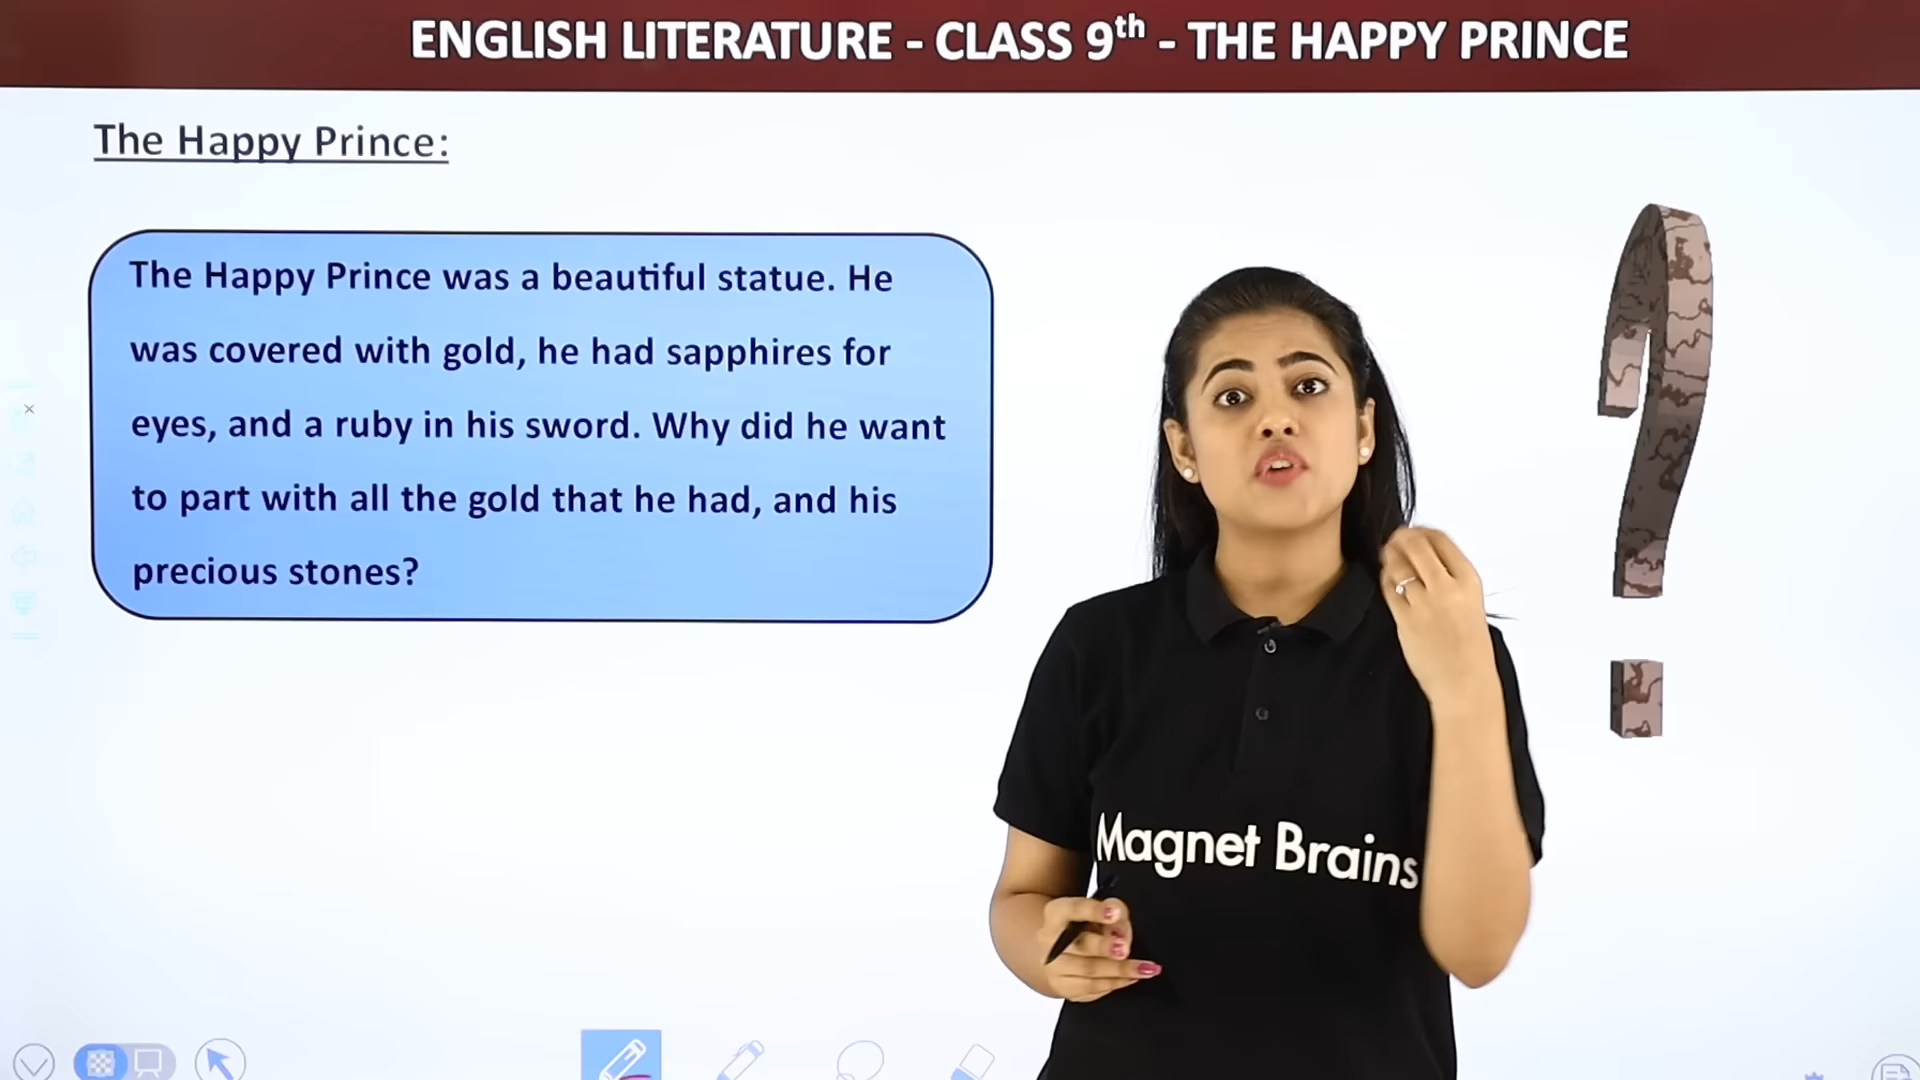 ENGLISH LITERATURE - CLASS 9th - THE HAPPY PRINCE
The Happy Prince:
The Happy Prince was a beautiful statue. He
was covered with gold, he had sapphires for
eyes, and a ruby in his sword. Why did he want
to part with all the gold that he had, and his
precious stones?
?
Magnet Brains